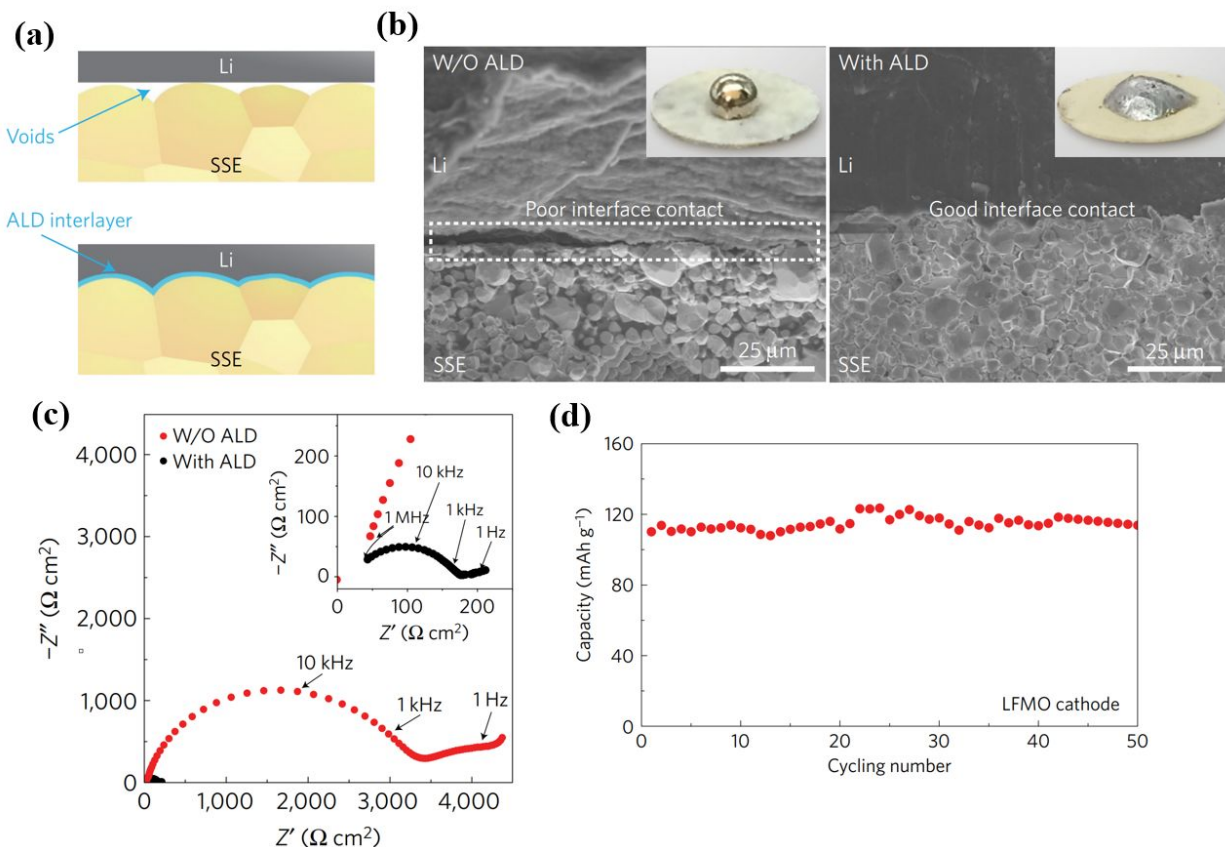 (a)
Li
Voids
SSE
ALD interlayer
Li
SSE
(b)
W/O ALD
Li
Poor interface contact
SSE
25 μm
With ALD
Li
Good interface contact
SSE
25 μm
(c)
W/O ALD
With ALD
4,000
3,000
2,000
1,000
0
−Z″ (Ω cm²)
0
1,000
2,000
3,000
4,000
Z′ (Ω cm²)
10 kHz
1 kHz
1 Hz
200
100
0
−Z″ (Ω cm²)
0
100
200
Z′ (Ω cm²)
1 MHz
10 kHz
1 kHz
1 Hz
(d)
160
120
80
40
0
Capacity (mAh g⁻¹)
0
10
20
30
40
50
Cycling number
LFMO cathode